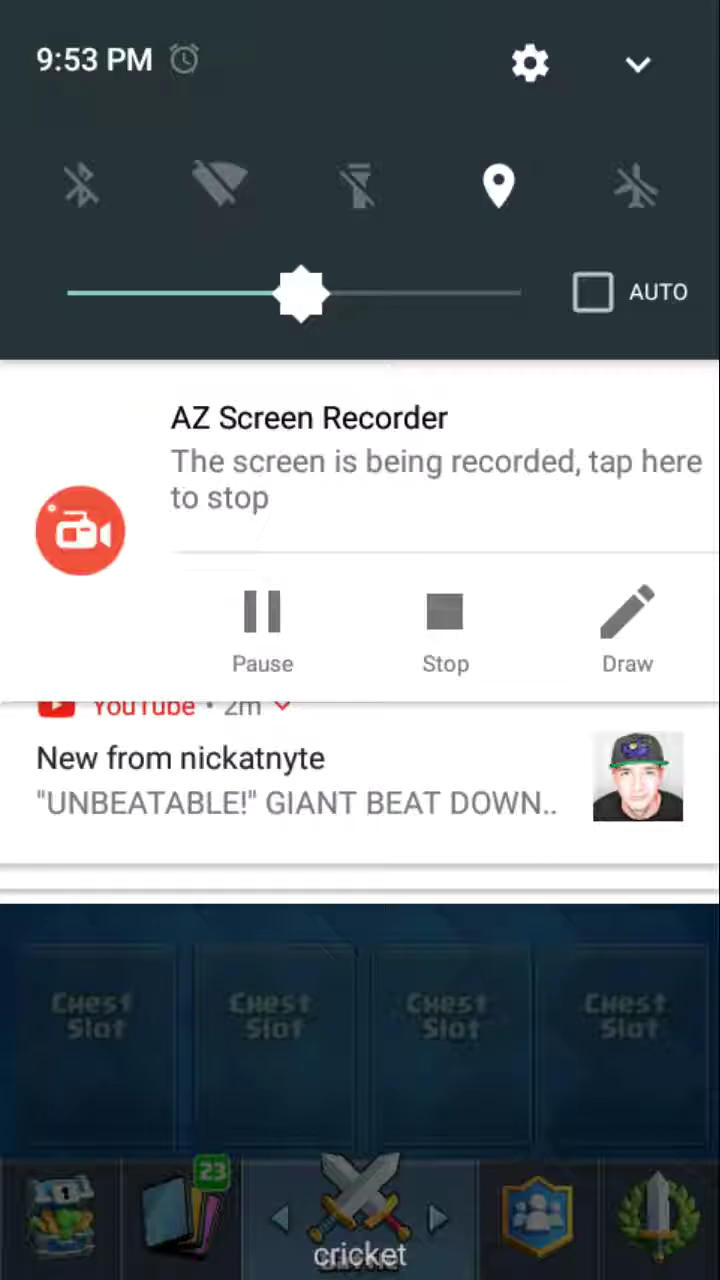 9:53 PM
AUTO
AZ Screen Recorder
The screen is being recorded, tap here
to stop
Pause
Stop
Draw
YouTube • 2m
New from nickatnyte
"UNBEATABLE!" GIANT BEAT DOWN..
Chest
Slot
Chest
Slot
Chest
Slot
Chest
Slot
23
1
cricket